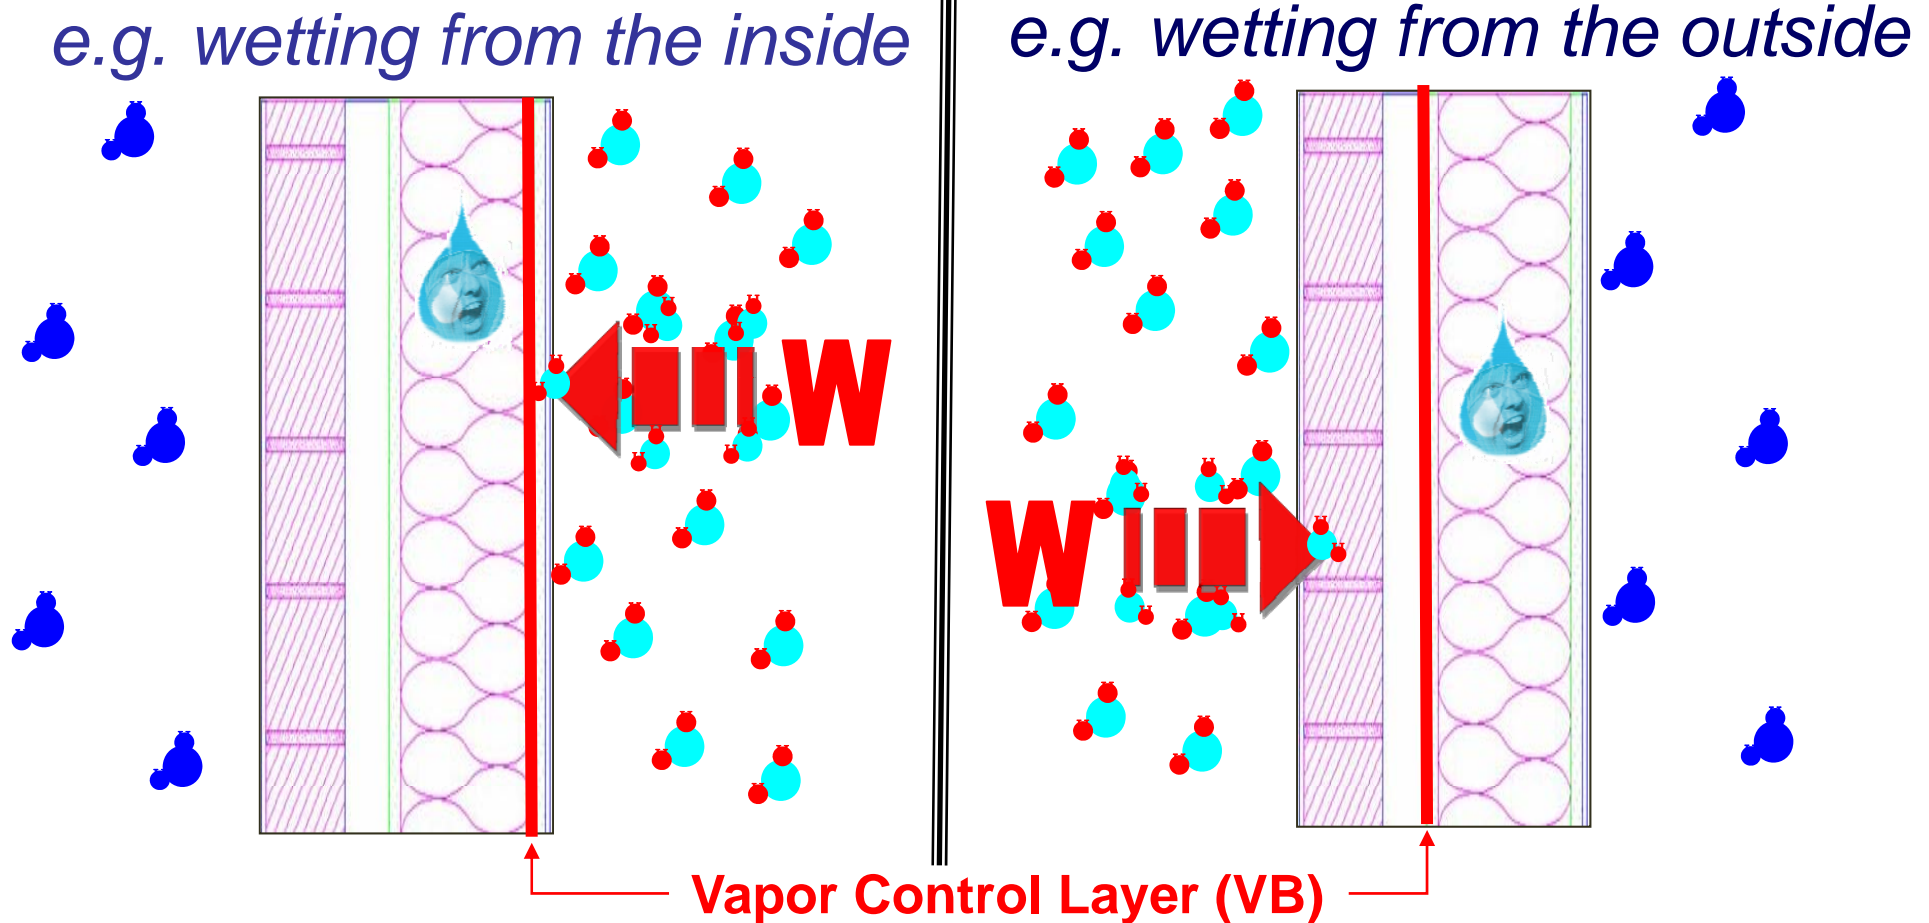 e.g. wetting from the inside
e.g. wetting from the outside
W
W
Vapor Control Layer (VB)